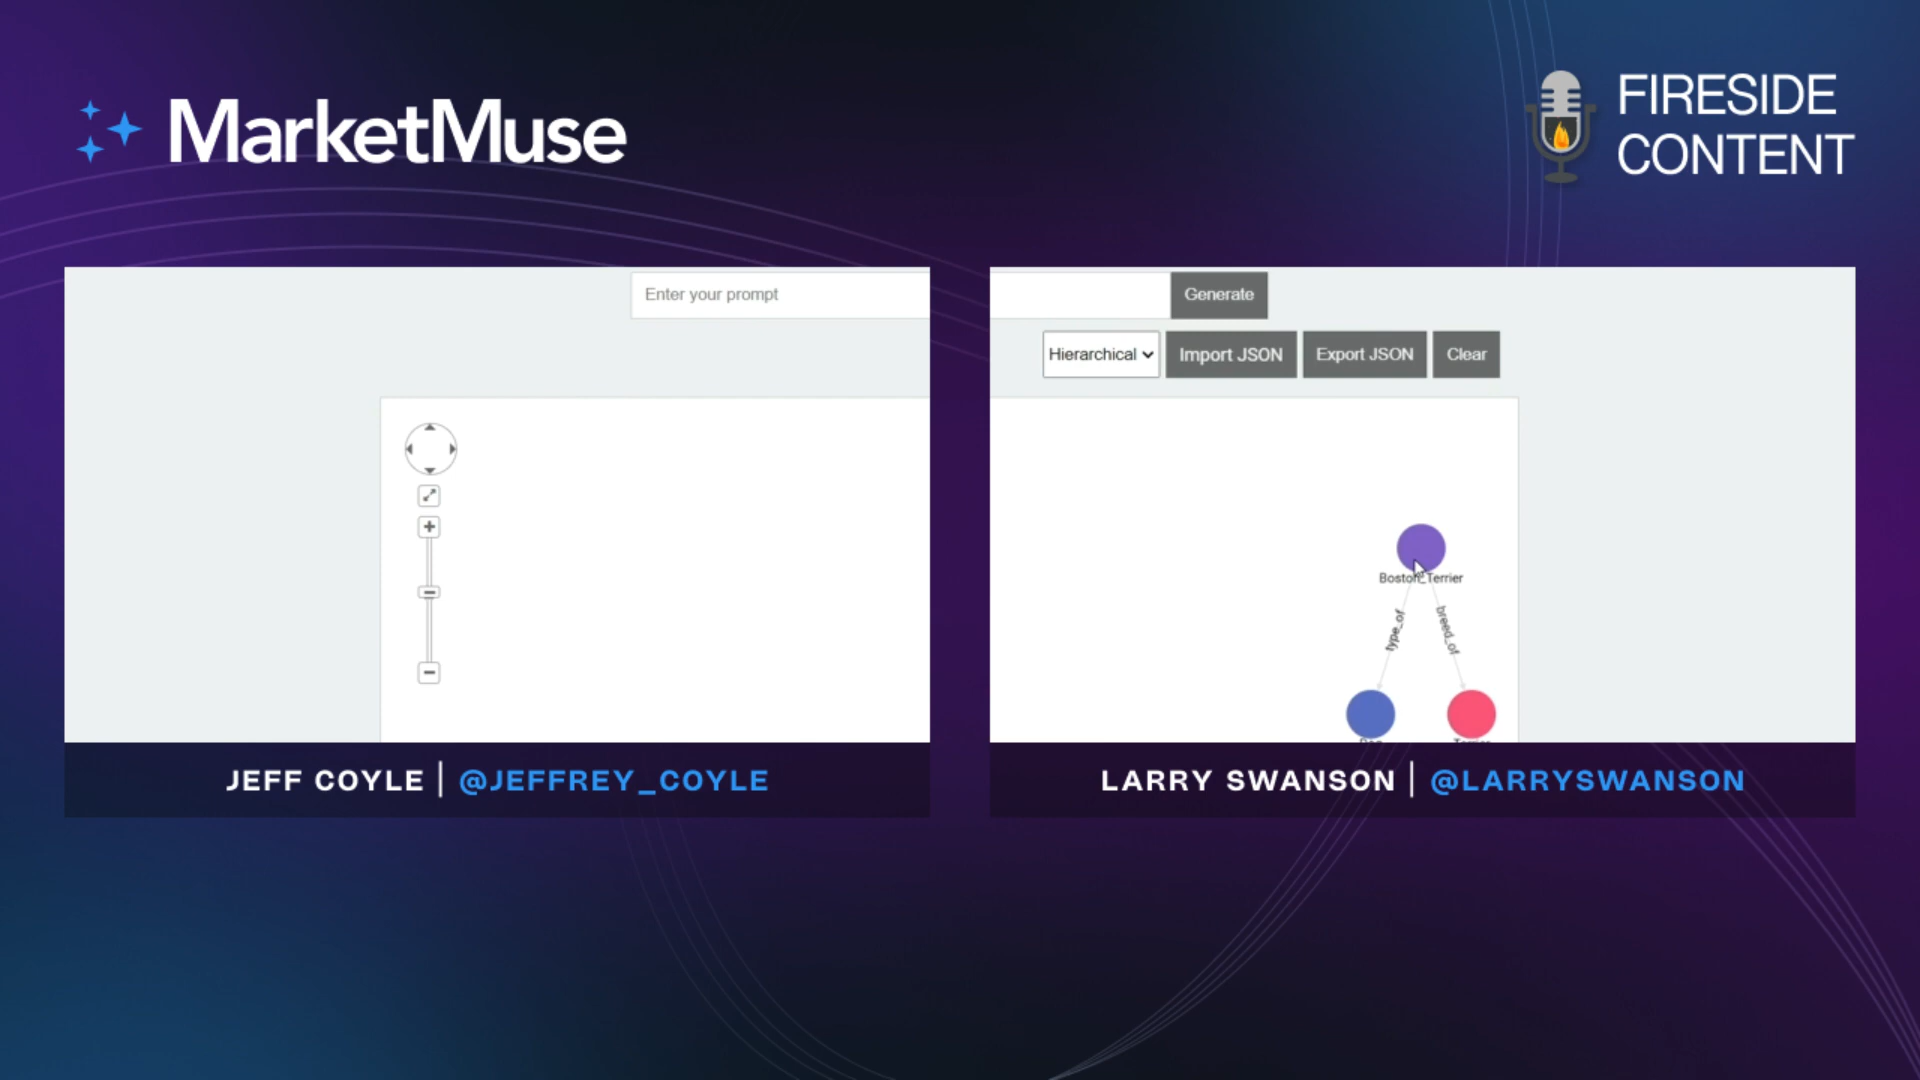 MarketMuse
FIRESIDE
CONTENT
Enter your prompt
Generate
Hierarchical
Import JSON
Export JSON
Clear
Boston_Terrier
type_of
breed_of
JEFF COYLE | @JEFFREY_COYLE
LARRY SWANSON | @LARRYSWANSON